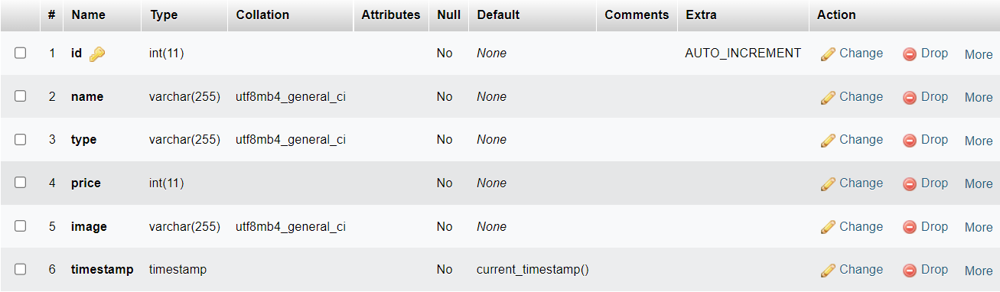 # Name Type Collation Attributes Null Default Comments Extra Action
1 id int(11) No None AUTO_INCREMENT Change Drop More
2 name varchar(255) utf8mb4_general_ci No None Change Drop More
3 type varchar(255) utf8mb4_general_ci No None Change Drop More
4 price int(11) No None Change Drop More
5 image varchar(255) utf8mb4_general_ci No None Change Drop More
6 timestamp timestamp No current_timestamp() Change Drop More